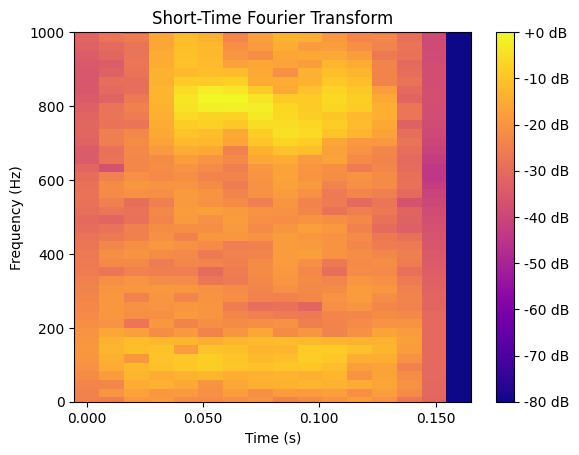 Short-Time Fourier Transform
1000
800
600
400
200
0
Frequency (Hz)
0.000
0.050
0.100
0.150
Time (s)
+0 dB
-10 dB
-20 dB
-30 dB
-40 dB
-50 dB
-60 dB
-70 dB
-80 dB